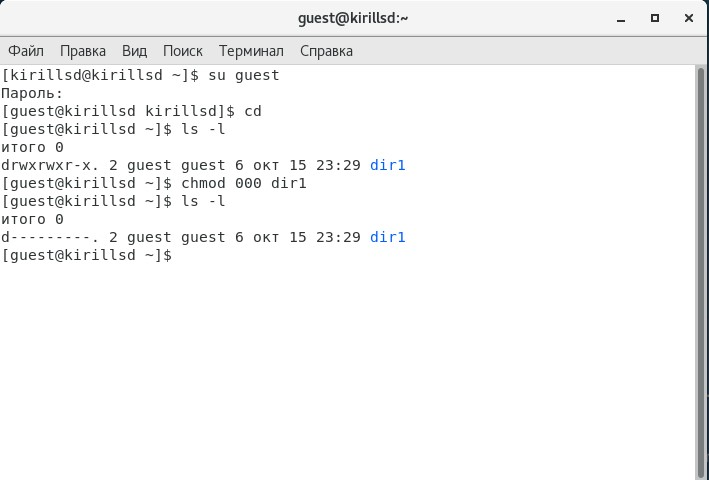 guest@kirillsd:~
Файл Правка Вид Поиск Терминал Справка
[kirillsd@kirillsd ~]$ su guest
Пароль:
[guest@kirillsd kirillsd]$ cd
[guest@kirillsd ~]$ ls -l
итого 0
drwxrwxr-x. 2 guest guest 6 окт 15 23:29 dir1
[guest@kirillsd ~]$ chmod 000 dir1
[guest@kirillsd ~]$ ls -l
итого 0
d---------. 2 guest guest 6 окт 15 23:29 dir1
[guest@kirillsd ~]$